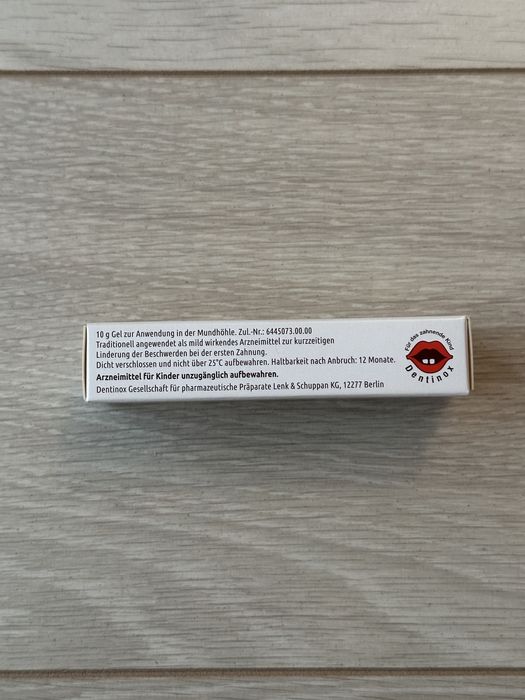 10 g Gel zur Anwendung in der Mundhöhle. Zul.-Nr.: 6445073.00.00
Traditionell angewendet als mild wirkendes Arzneimittel zur kurzzeitigen
Linderung der Beschwerden bei der ersten Zahnung.
Dicht verschlossen und nicht über 25°C aufbewahren. Haltbarkeit nach Anbruch: 12 Monate.
Arzneimittel für Kinder unzugänglich aufbewahren.
Dentinox Gesellschaft für pharmazeutische Präparate Lenk & Schuppan KG, 12277 Berlin
Für das zahnende Kind
Dentinox